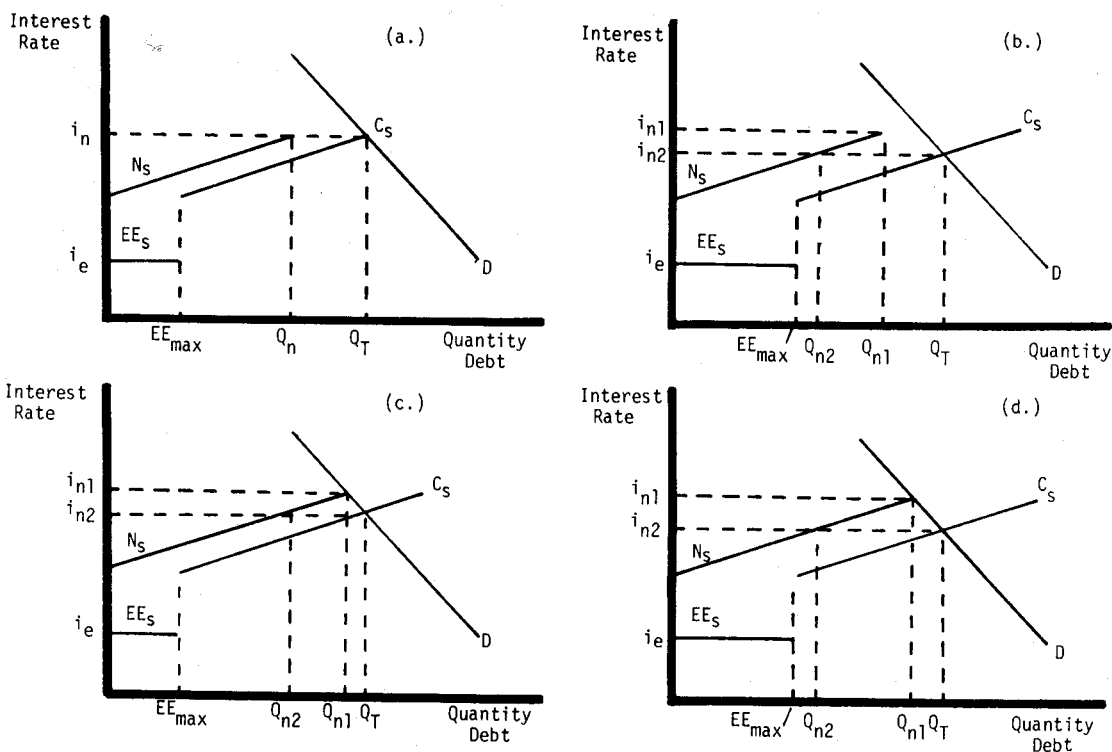 Interest
Rate
(a.)
i_n
C_s
N_s
EE_s
i_e
D
EE_max
Q_n
Q_T
Quantity
Debt
Interest
Rate
(b.)
C_s
i_n1
i_n2
N_s
EE_s
i_e
D
EE_max
Q_n2
Q_n1
Q_T
Quantity
Debt
Interest
Rate
(c.)
i_n1
C_s
i_n2
N_s
EE_s
i_e
D
EE_max
Q_n2
Q_n1
Q_T
Quantity
Debt
Interest
Rate
(d.)
C_s
i_n1
i_n2
N_s
EE_s
i_e
D
EE_max
Q_n2
Q_n1
Q_T
Quantity
Debt